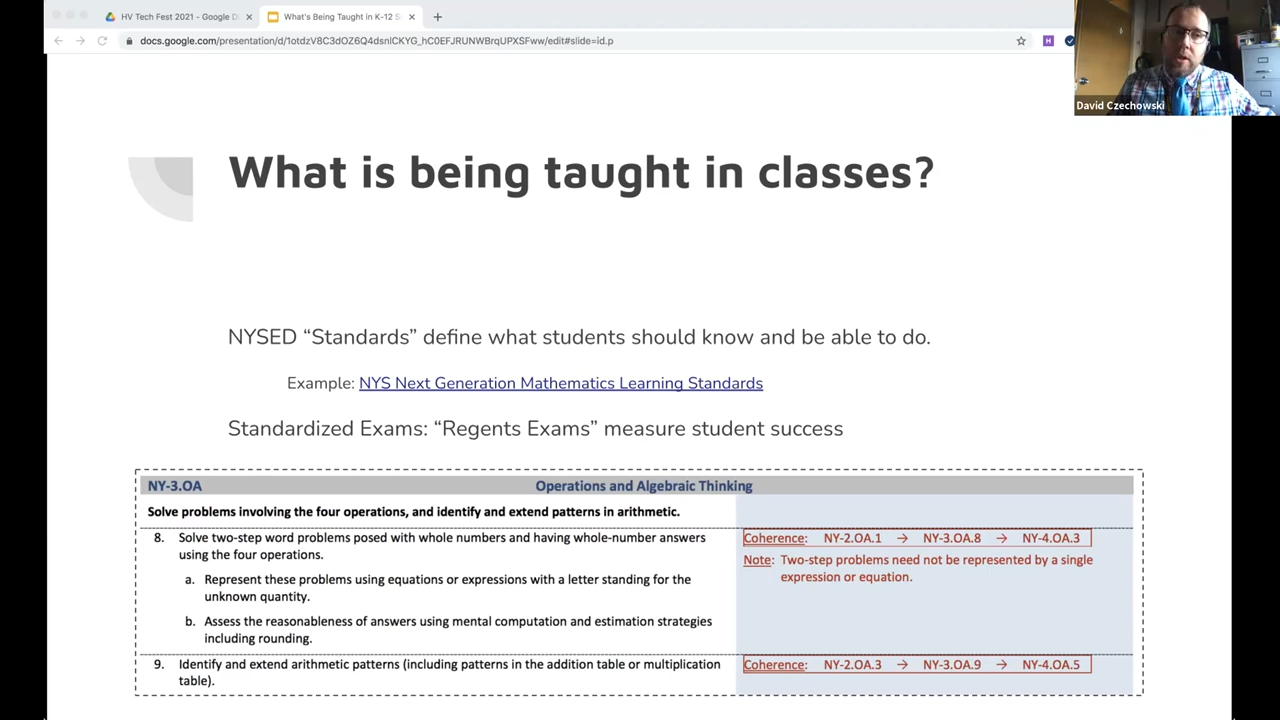 HV Tech Fest 2021 - Google D
What's Being Taught in K-12 S
docs.google.com/presentation/d/1otdzV8C3dOZ6Q4dsnlCKYG_hC0EFJRUNWBrqUPXSFww/edit#slide=id.p
H
David Czechowski
What is being taught in classes?
NYSED “Standards” define what students should know and be able to do.
Example: NYS Next Generation Mathematics Learning Standards
Standardized Exams: “Regents Exams” measure student success
NY-3.OA Operations and Algebraic Thinking
Solve problems involving the four operations, and identify and extend patterns in arithmetic.
8. Solve two-step word problems posed with whole numbers and having whole-number answers
using the four operations.
a. Represent these problems using equations or expressions with a letter standing for the
unknown quantity.
b. Assess the reasonableness of answers using mental computation and estimation strategies
including rounding.
Coherence: NY-2.OA.1 → NY-3.OA.8 → NY-4.OA.3
Note: Two-step problems need not be represented by a single
expression or equation.
9. Identify and extend arithmetic patterns (including patterns in the addition table or multiplication
table).
Coherence: NY-2.OA.3 → NY-3.OA.9 → NY-4.OA.5